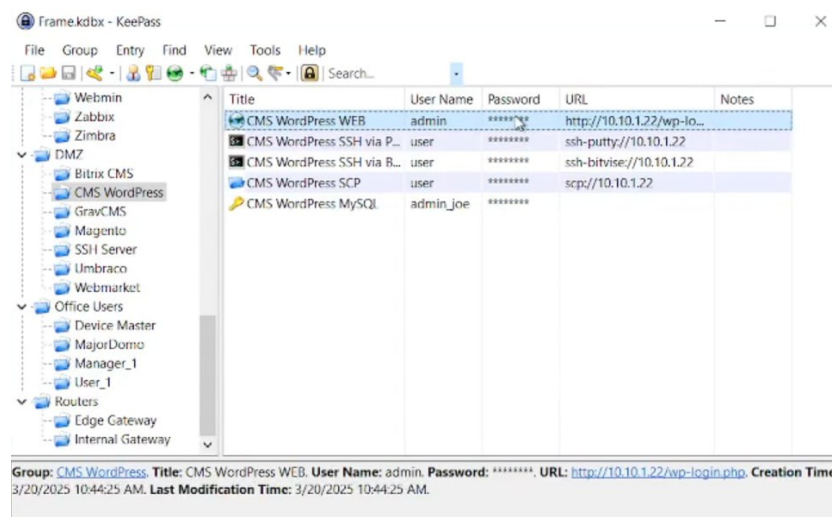 Frame.kdbx - KeePass
File Group Entry Find View Tools Help
Search...
Webmin
Zabbix
Zimbra
DMZ
Bitrix CMS
CMS WordPress
GravCMS
Magento
SSH Server
Umbraco
Webmarket
Office Users
Device Master
MajorDomo
Manager_1
User_1
Routers
Edge Gateway
Internal Gateway
Title User Name Password URL Notes
CMS WordPress WEB admin ******** http://10.10.1.22/wp-lo...
CMS WordPress SSH via P... user ******** ssh-putty://10.10.1.22
CMS WordPress SSH via B... user ******** ssh-bitvise://10.10.1.22
CMS WordPress SCP user ******** scp://10.10.1.22
CMS WordPress MySQL admin_joe ********
Group: CMS WordPress, Title: CMS WordPress WEB. User Name: admin. Password: ********. URL: http://10.10.1.22/wp-login.php. Creation Time
3/20/2025 10:44:25 AM. Last Modification Time: 3/20/2025 10:44:25 AM.